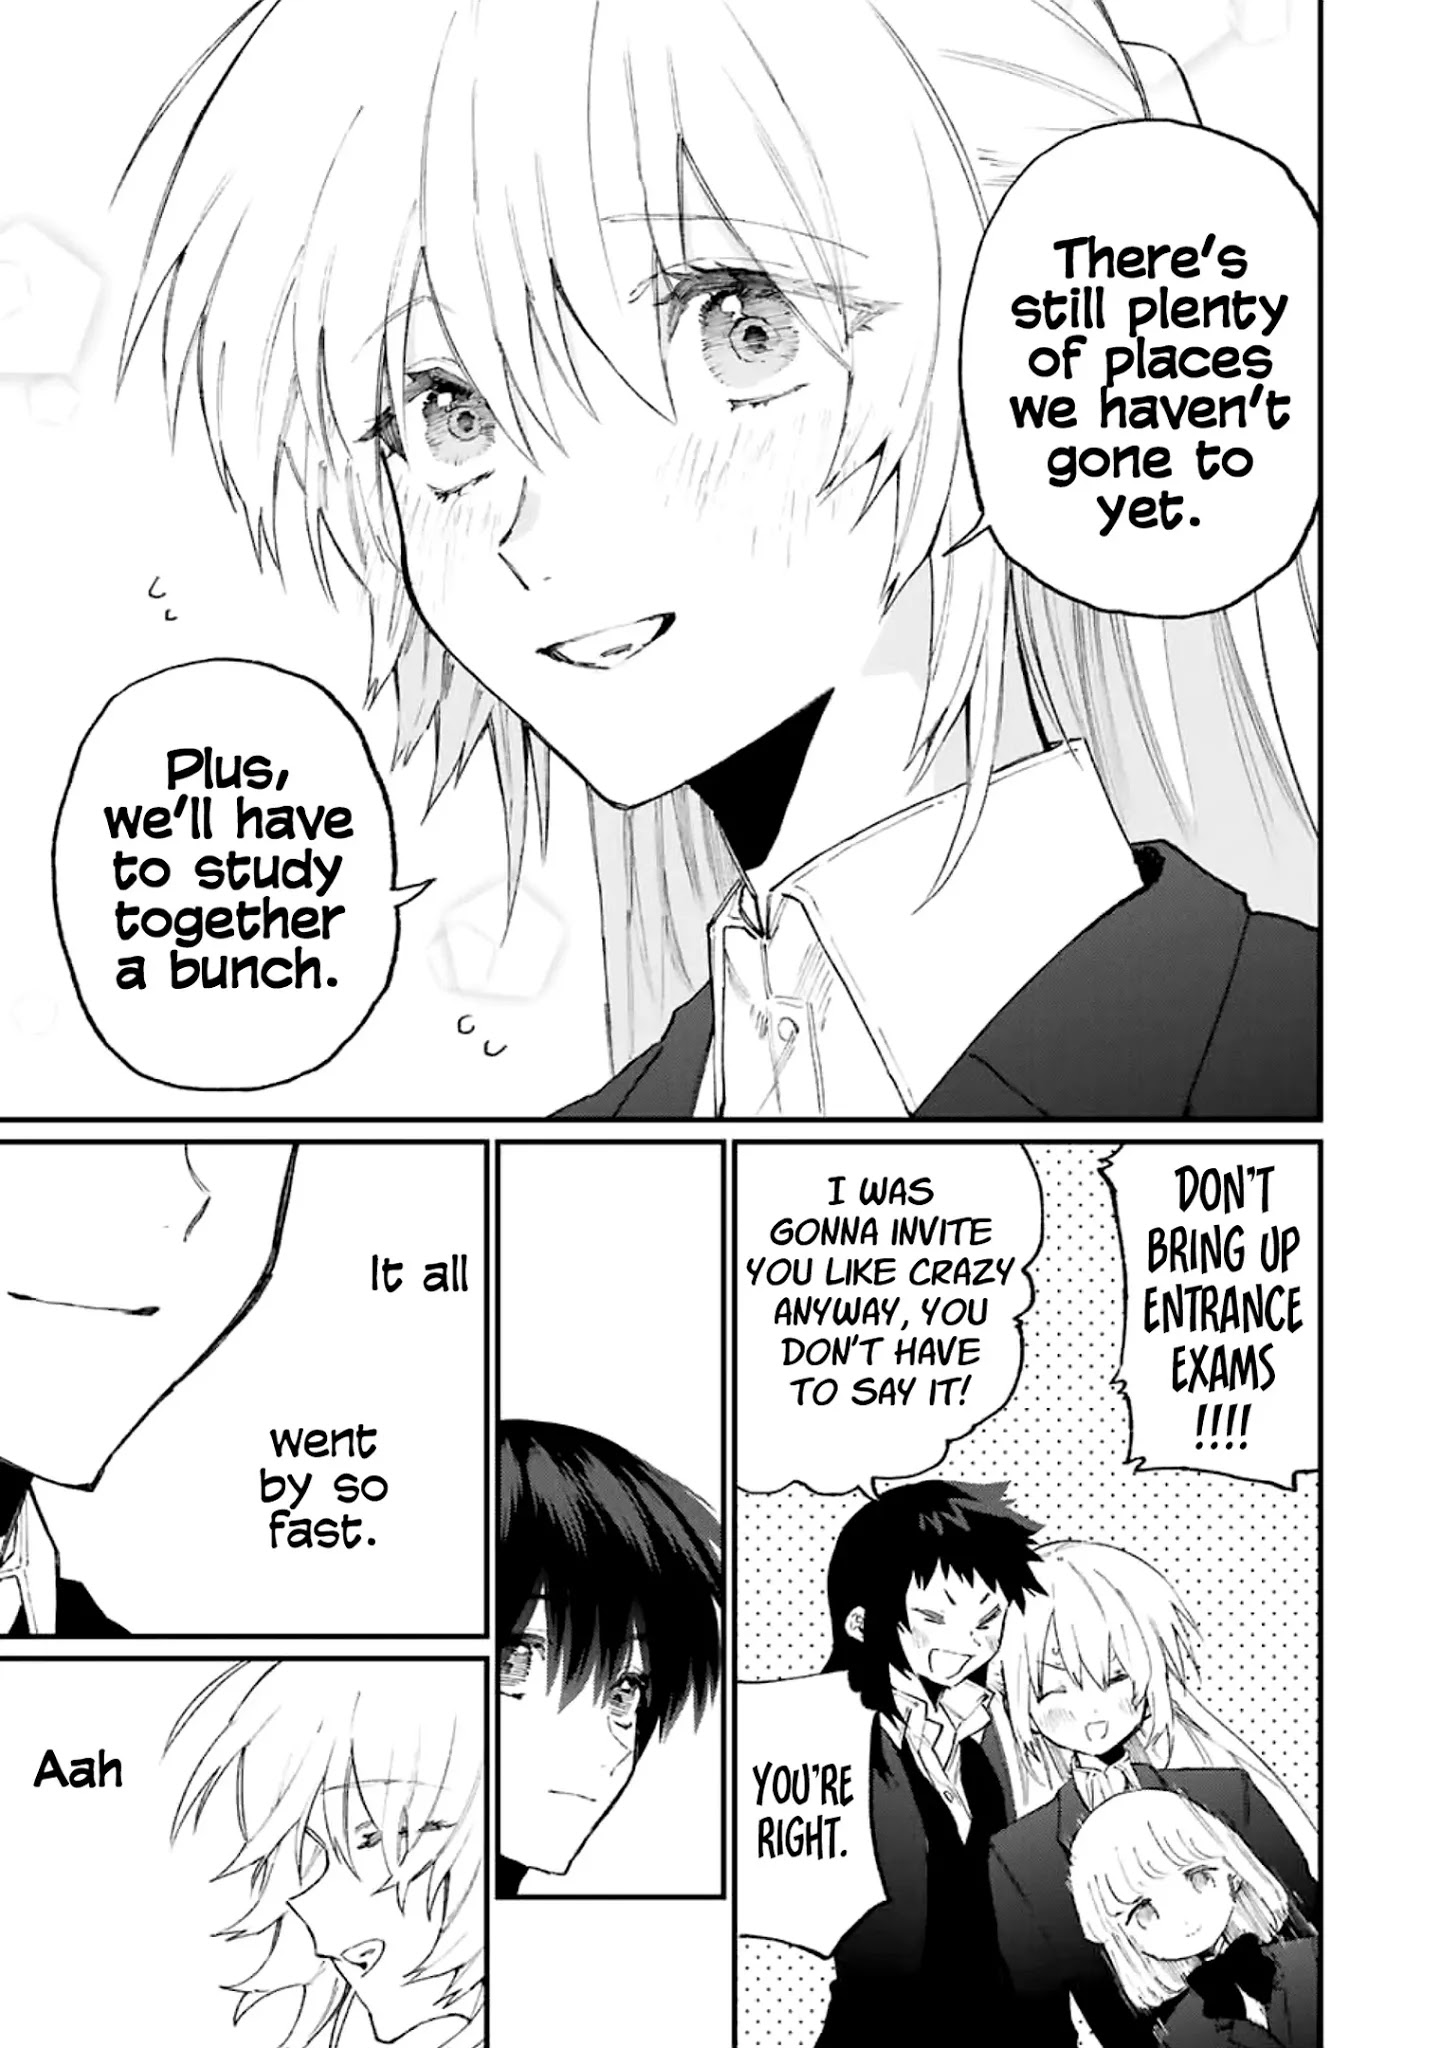 There's
still plenty
of places
we haven't
gone to
yet.
Plus,
we'll have
to study
together
a bunch.
DON'T
BRING UP
ENTRANCE
EXAMS
!!!!
I WAS
GONNA INVITE
YOU LIKE CRAZY
ANYWAY, YOU
DON'T HAVE
TO SAY IT!
YOU'RE
RIGHT.
It all
went
by so
fast.
Aah